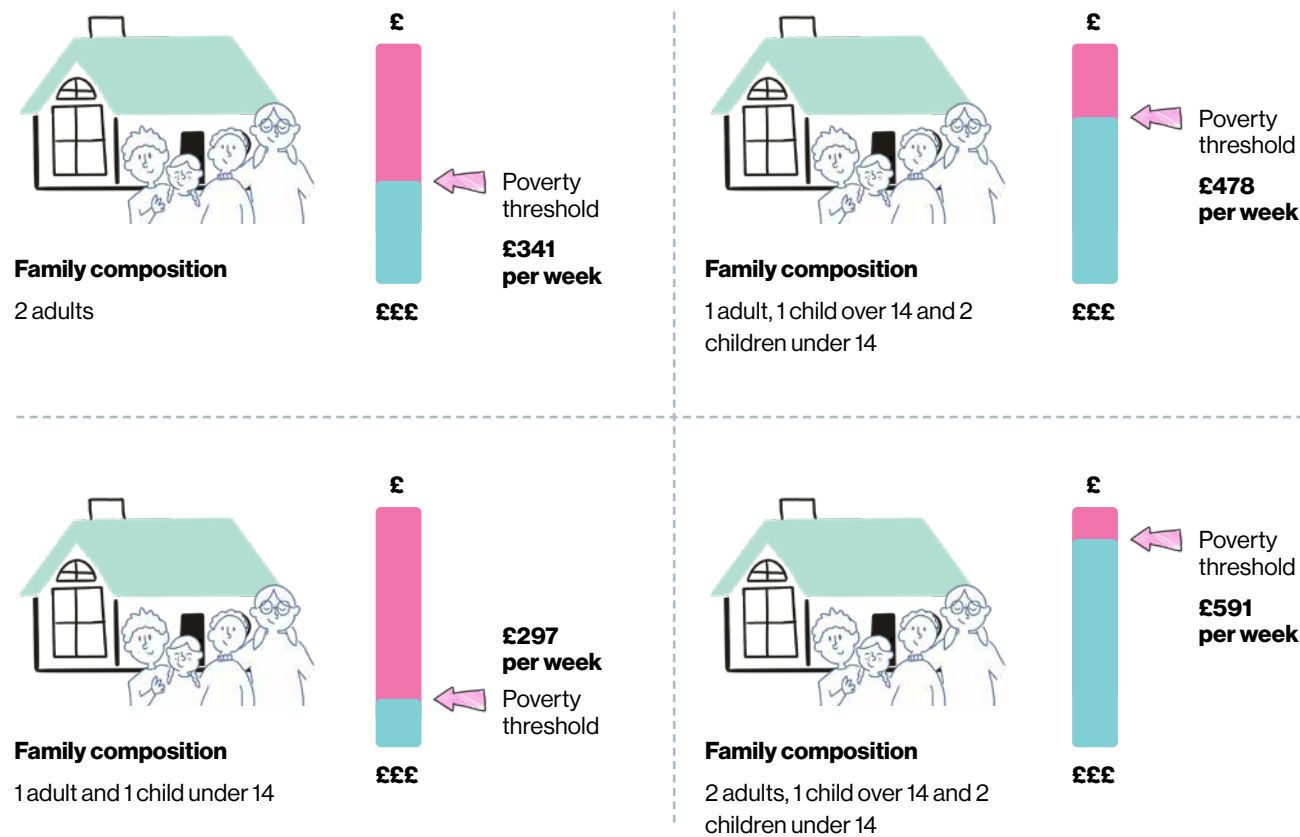 £
Poverty
threshold
£341
per week
£££
Family composition
2 adults
£
Poverty
threshold
£478
per week
£££
Family composition
1 adult, 1 child over 14 and 2
children under 14
£
£297
per week
Poverty
threshold
£££
Family composition
1 adult and 1 child under 14
£
Poverty
threshold
£591
per week
£££
Family composition
2 adults, 1 child over 14 and 2
children under 14